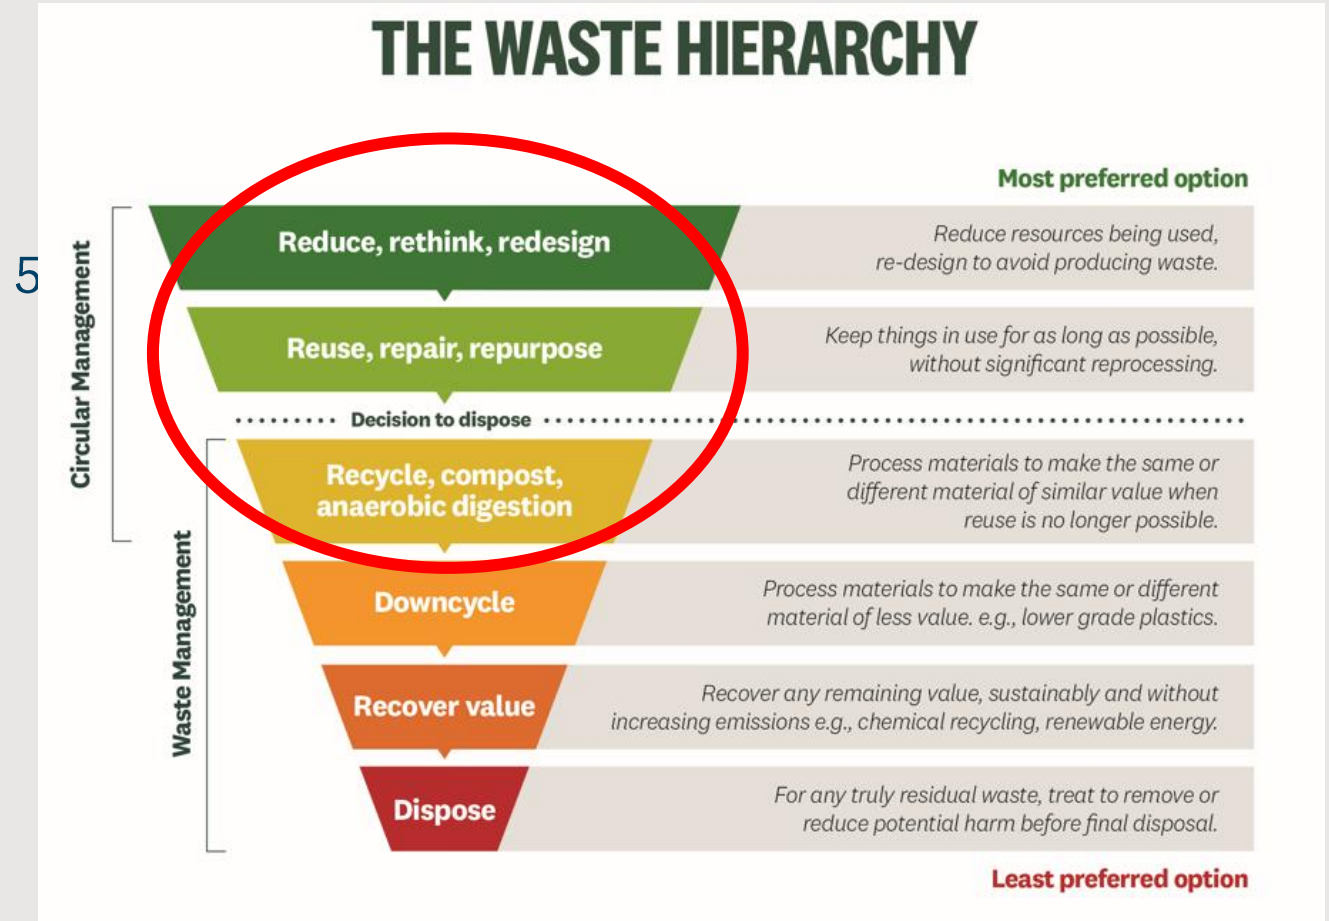 THE WASTE HIERARCHY
Most preferred option
5
Circular Management
Reduce, rethink, redesign
Reduce resources being used,
re-design to avoid producing waste.
Reuse, repair, repurpose
Keep things in use for as long as possible,
without significant reprocessing.
Decision to dispose
Waste Management
Recycle, compost,
anaerobic digestion
Process materials to make the same or
different material of similar value when
reuse is no longer possible.
Downcycle
Process materials to make the same or different
material of less value. e.g., lower grade plastics.
Recover value
Recover any remaining value, sustainably and without
increasing emissions e.g., chemical recycling, renewable energy.
Dispose
For any truly residual waste, treat to remove or
reduce potential harm before final disposal.
Least preferred option